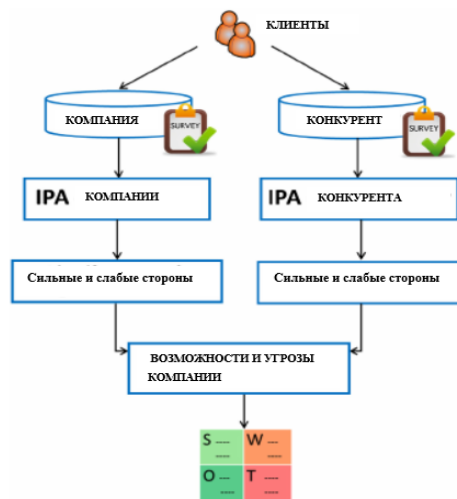 КЛИЕНТЫ
КОМПАНИЯ
SURVEY
КОНКУРЕНТ
SURVEY
IPA КОМПАНИИ
IPA КОНКУРЕНТА
Сильные и слабые стороны
Сильные и слабые стороны
ВОЗМОЖНОСТИ И УГРОЗЫ
КОМПАНИИ
S W
O T